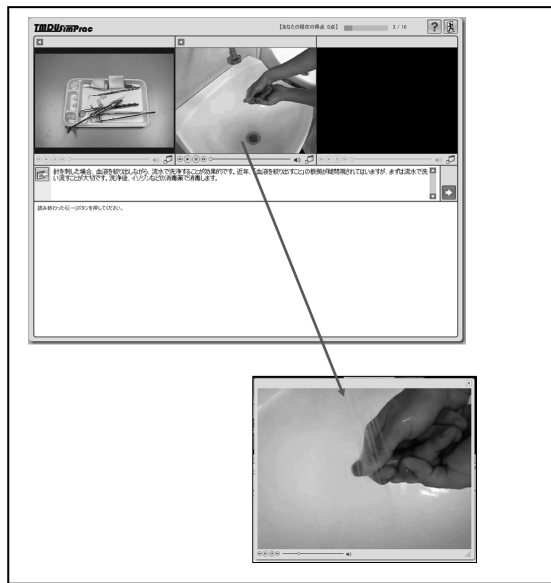 TMDUSimPrac
【あなたの現在の得点 0点】
3 / 16
?
針を刺した場合、血液を絞り出しながら、流水で洗浄することが効果的です。近年、「血液を絞り出すこと」の根拠が疑問視されてはいますが、まずは流水で洗
い流すことが大切です。洗浄後、イソジンなどの消毒薬で消毒します。
読み終わったら[→]ボタンを押してください。